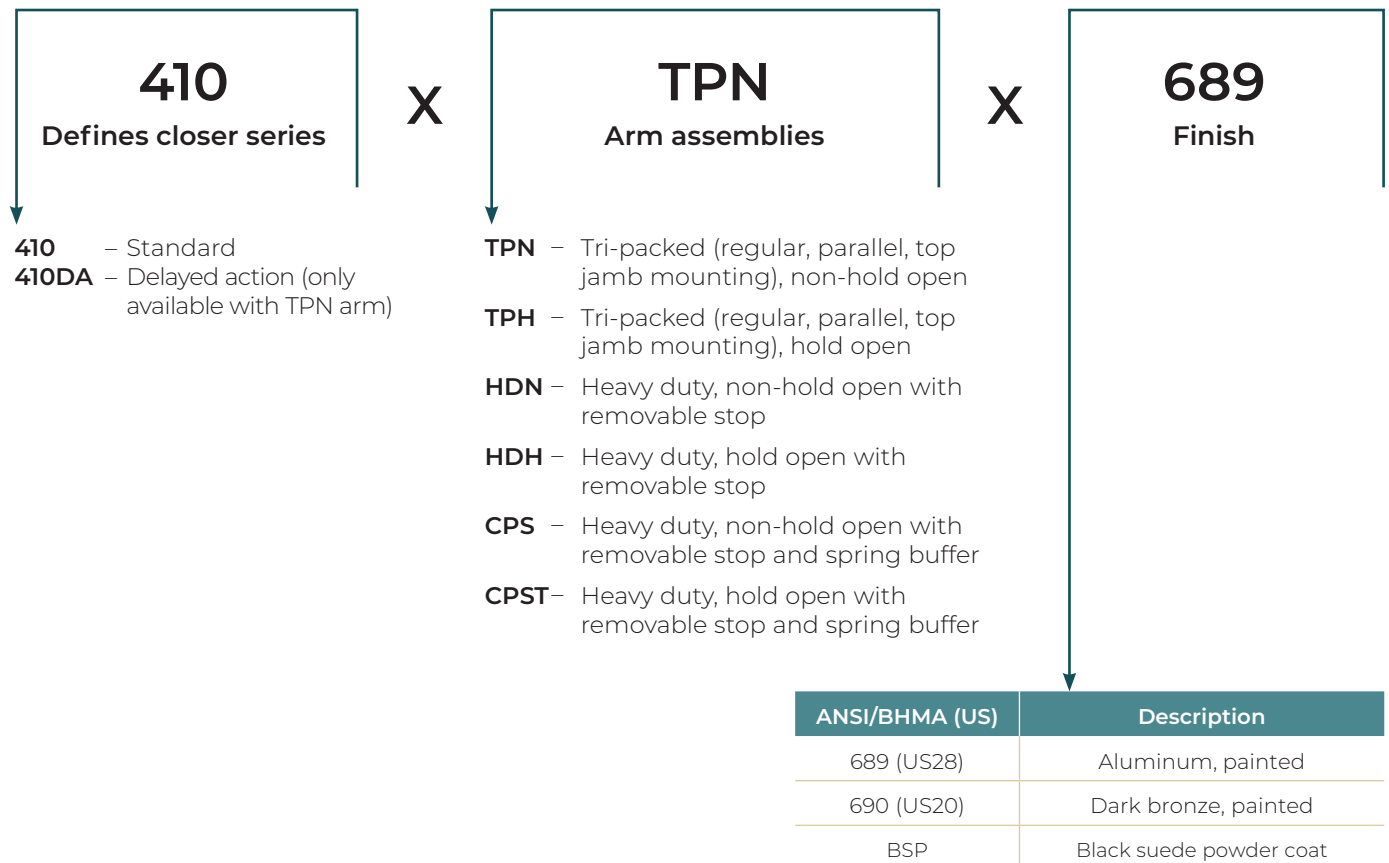 410
Defines closer series
X
TPN
Arm assemblies
X
689
Finish
410 – Standard
410DA – Delayed action (only
available with TPN arm)
TPN – Tri-packed (regular, parallel, top
jamb mounting), non-hold open
TPH – Tri-packed (regular, parallel, top
jamb mounting), hold open
HDN – Heavy duty, non-hold open with
removable stop
HDH – Heavy duty, hold open with
removable stop
CPS – Heavy duty, non-hold open with
removable stop and spring buffer
CPST – Heavy duty, hold open with
removable stop and spring buffer
ANSI/BHMA (US) Description
689 (US28) Aluminum, painted
690 (US20) Dark bronze, painted
BSP Black suede powder coat